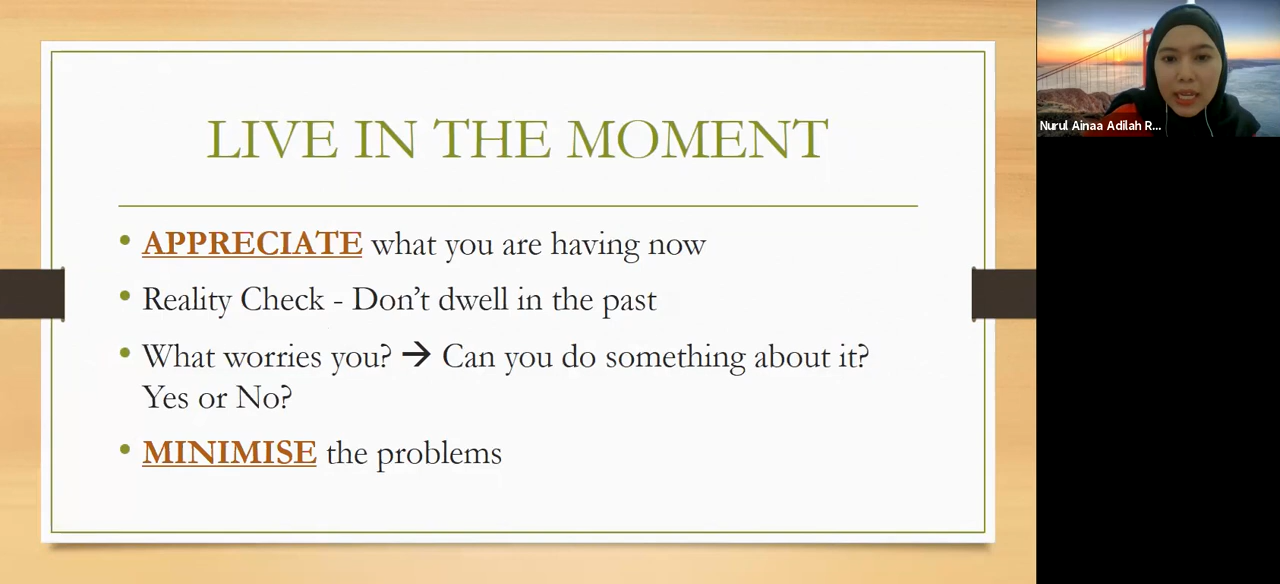 LIVE IN THE MOMENT
• APPRECIATE what you are having now
• Reality Check - Don’t dwell in the past
• What worries you? → Can you do something about it?
Yes or No?
• MINIMISE the problems
Nurul Ainaa Adilah R...